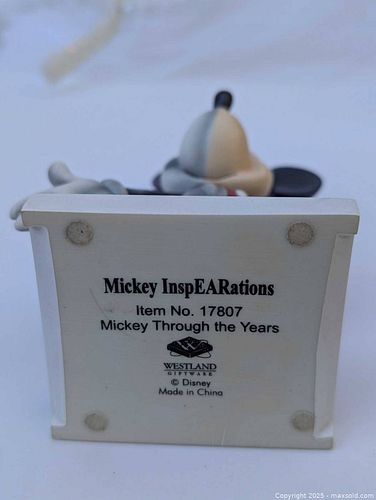 Mickey InspEARations
Item No. 17807
Mickey Through the Years
WESTLAND
GIFTWARE
© Disney
Made in China
Copyright 2025 - maxsold.com